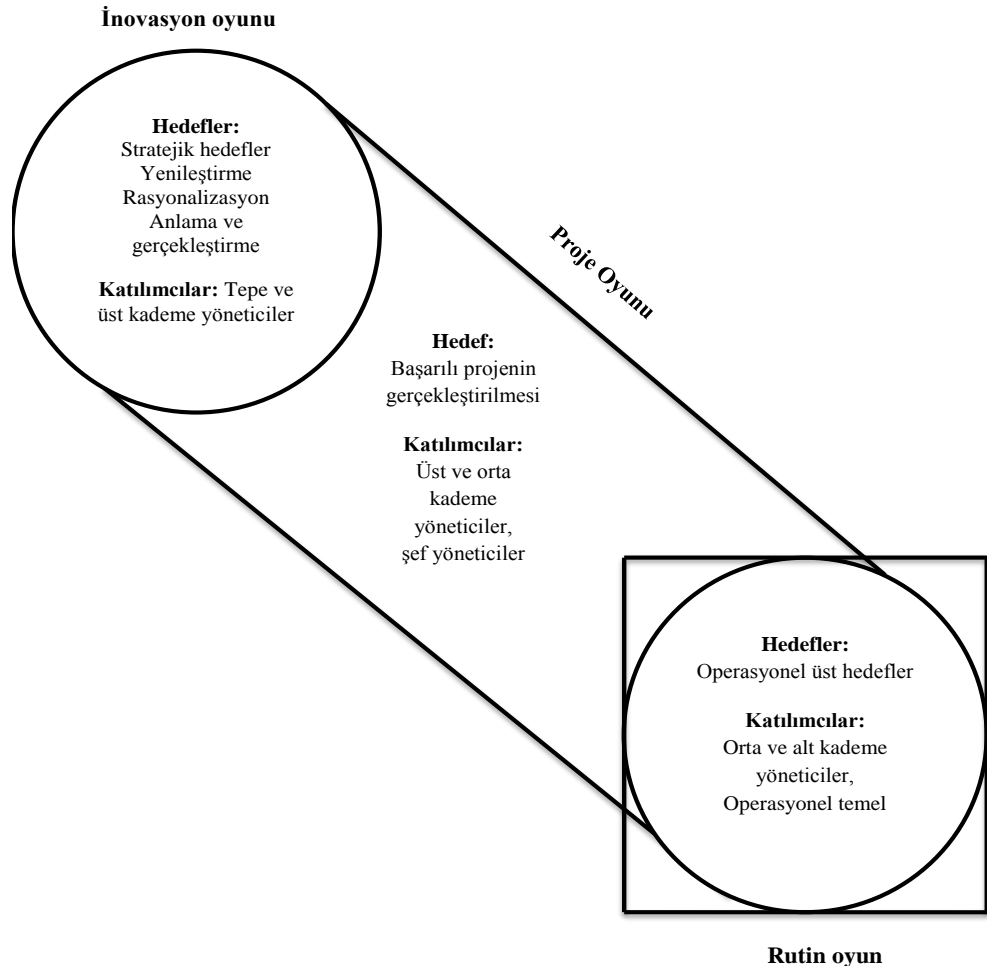 İnovasyon oyunu
Hedefler:
Stratejik hedefler
Yenileştirme
Rasyonalizasyon
Anlama ve
gerçekleştirme
Katılımcılar: Tepe ve
üst kademe yöneticiler
Proje Oyunu
Hedef:
Başarılı projenin
gerçekleştirilmesi
Katılımcılar:
Üst ve orta
kademe
yöneticiler,
şef yöneticiler
Hedefler:
Operasyonel üst hedefler
Katılımcılar:
Orta ve alt kademe
yöneticiler,
Operasyonel temel
Rutin oyun